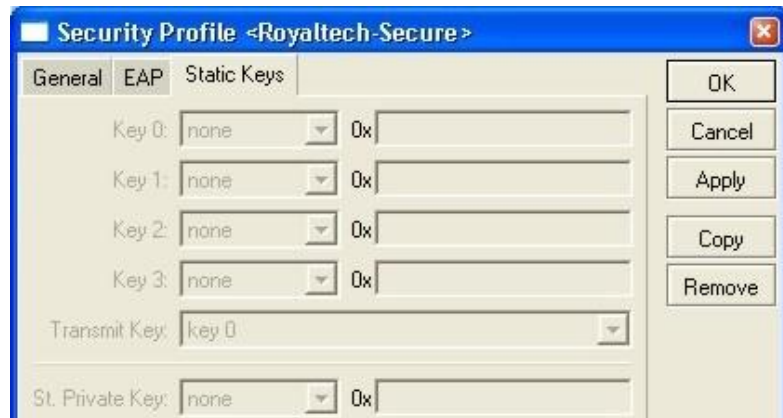 Security Profile <Royaltech-Secure>
General EAP Static Keys
OK
Key 0: none 0x
Cancel
Key 1: none 0x
Apply
Key 2: none 0x
Copy
Key 3: none 0x
Remove
Transmit Key: key 0
St. Private Key: none 0x